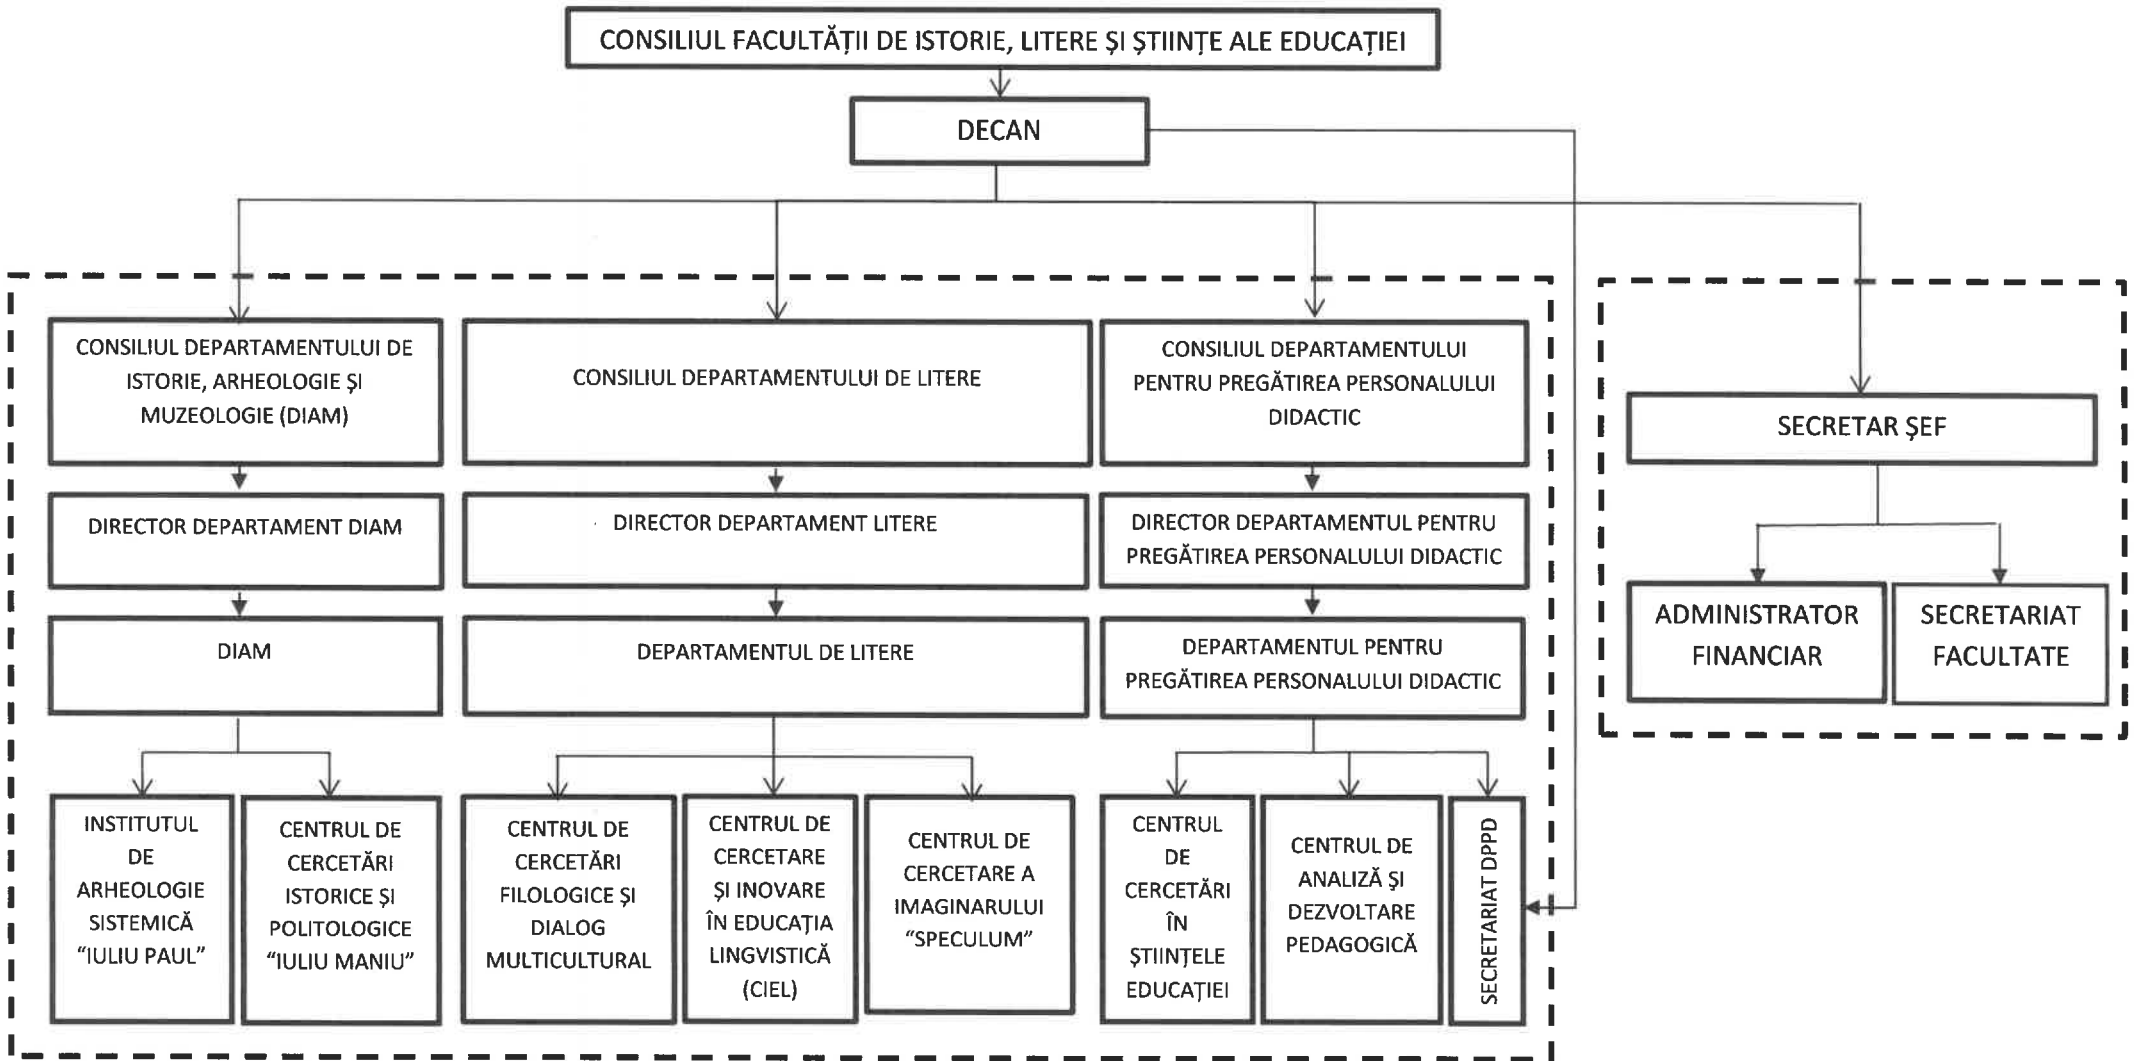 CONSILIUL FACULTĂȚII DE ISTORIE, LITERE ȘI ȘTIINȚE ALE EDUCAȚIEI
DECAN
CONSILIUL DEPARTAMENTULUI DE
ISTORIE, ARHEOLOGIE ȘI
MUZEOLOGIE (DIAM)
CONSILIUL DEPARTAMENTULUI DE LITERE
CONSILIUL DEPARTAMENTULUI
PENTRU PREGĂTIREA PERSONALULUI
DIDACTIC
SECRETAR ȘEF
DIRECTOR DEPARTAMENT DIAM
DIRECTOR DEPARTAMENT LITERE
DIRECTOR DEPARTAMENTUL PENTRU
PREGĂTIREA PERSONALULUI DIDACTIC
ADMINISTRATOR
FINANCIAR
SECRETARIAT
FACULTATE
DIAM
DEPARTAMENTUL DE LITERE
DEPARTAMENTUL PENTRU
PREGĂTIREA PERSONALULUI DIDACTIC
INSTITUTUL
DE
ARHEOLOGIE
SISTEMICĂ
"IULIU PAUL"
CENTRUL DE
CERCETĂRI
ISTORICE ȘI
POLITOLOGICE
"IULIU MANIU"
CENTRUL DE
CERCETĂRI
FILOLOGICE ȘI
DIALOG
MULTICULTURAL
CENTRUL DE
CERCETARE
ȘI INOVARE
ÎN EDUCAȚIA
LINGVISTICĂ
(CIEL)
CENTRUL DE
CERCETARE A
IMAGINARULUI
"SPECULUM"
CENTRUL
DE
CERCETĂRI
ÎN
ȘTIINȚELE
EDUCAȚIEI
CENTRUL DE
ANALIZĂ ȘI
DEZVOLTARE
PEDAGOGICĂ
SECRETARIAT DPPD